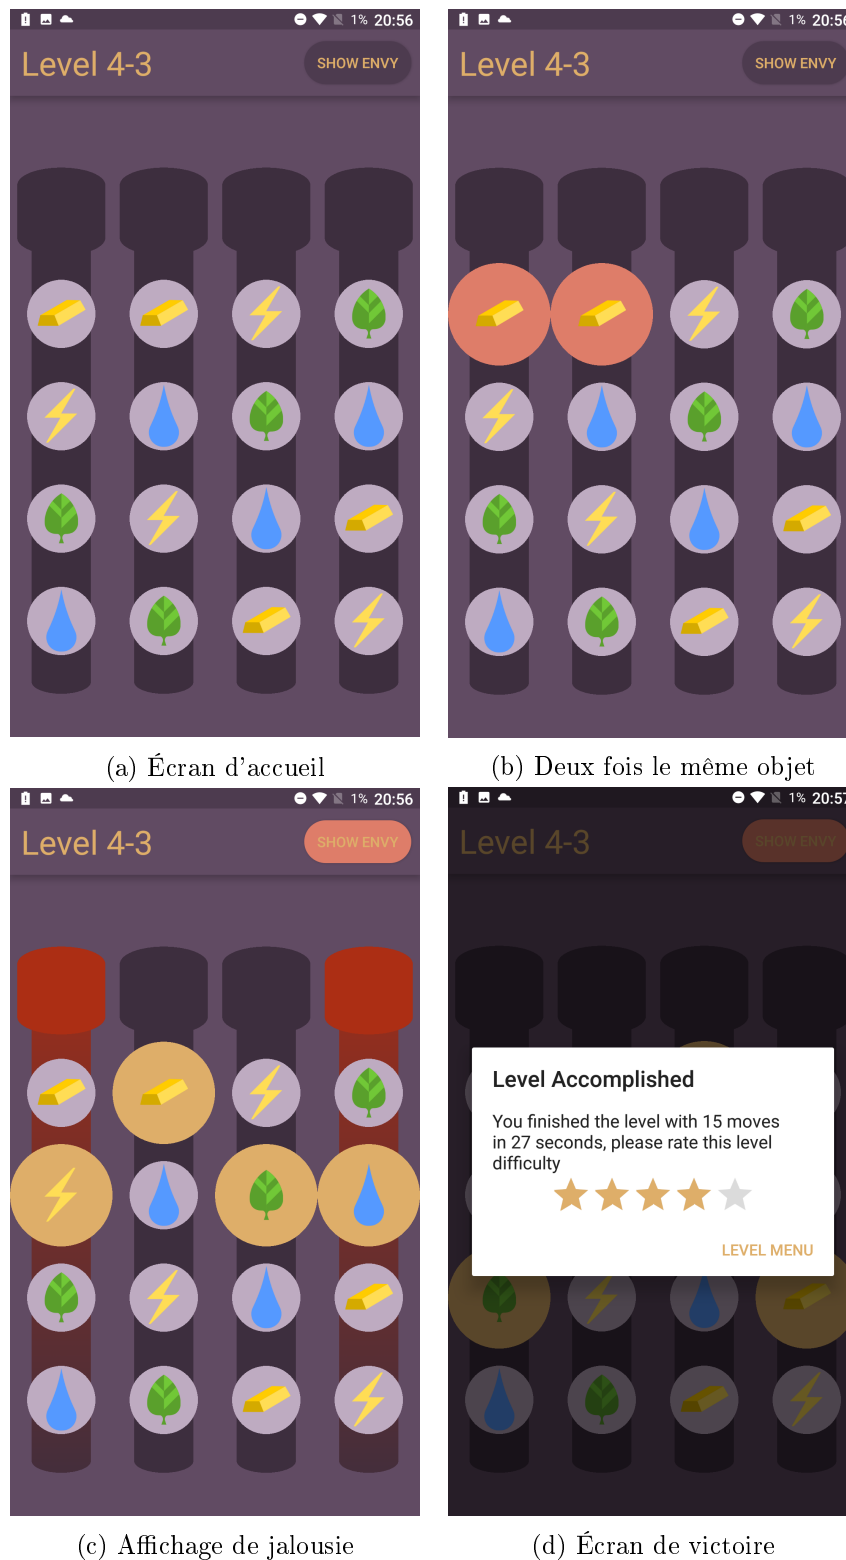 1% 20:56
Level 4-3
SHOW ENVY
1% 20:56
Level 4-3
SHOW ENVY
(a) Écran d'accueil
(b) Deux fois le même objet
1% 20:56
Level 4-3
SHOW ENVY
1% 20:57
Level 4-3
SHOW ENVY
Level Accomplished
You finished the level with 15 moves
in 27 seconds, please rate this level
difficulty
LEVEL MENU
(c) Affichage de jalousie
(d) Écran de victoire